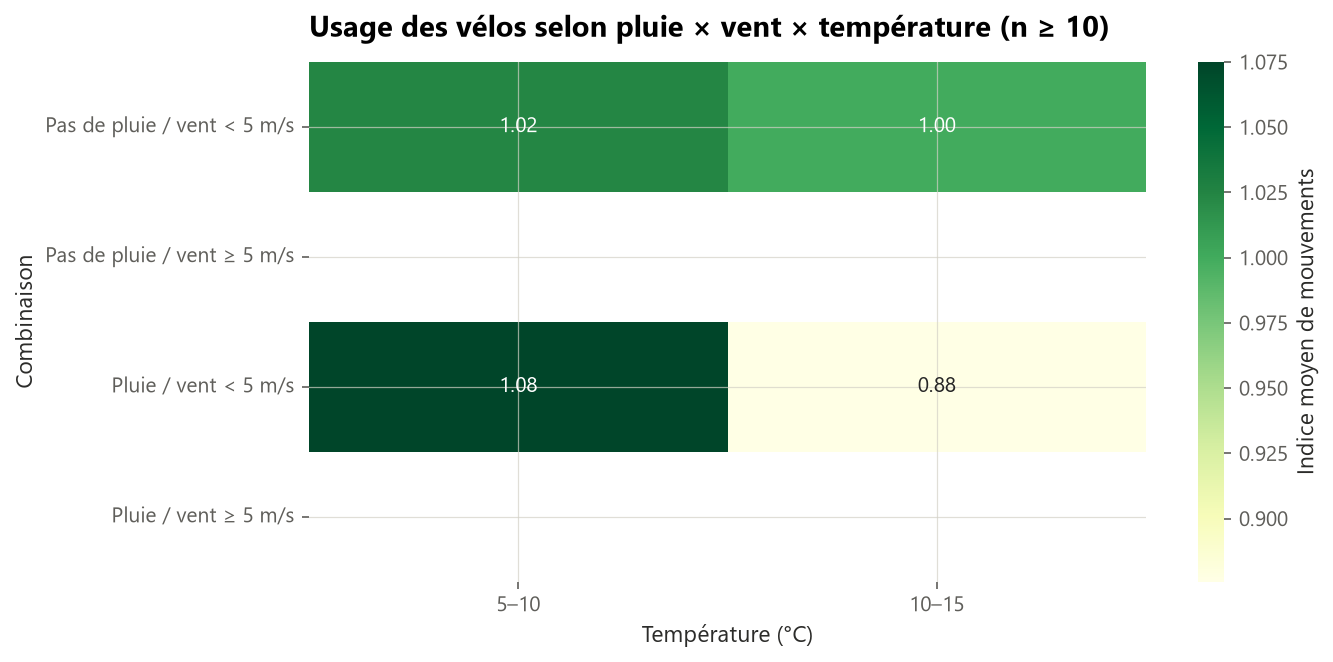 Usage des vélos selon pluie × vent × température (n ≥ 10)
Combinaison
Pas de pluie / vent < 5 m/s
Pas de pluie / vent ≥ 5 m/s
Pluie / vent < 5 m/s
Pluie / vent ≥ 5 m/s
1.02
1.00
1.08
0.88
5–10
10–15
Température (°C)
1.075
1.050
1.025
1.000
0.975
0.950
0.925
0.900
Indice moyen de mouvements